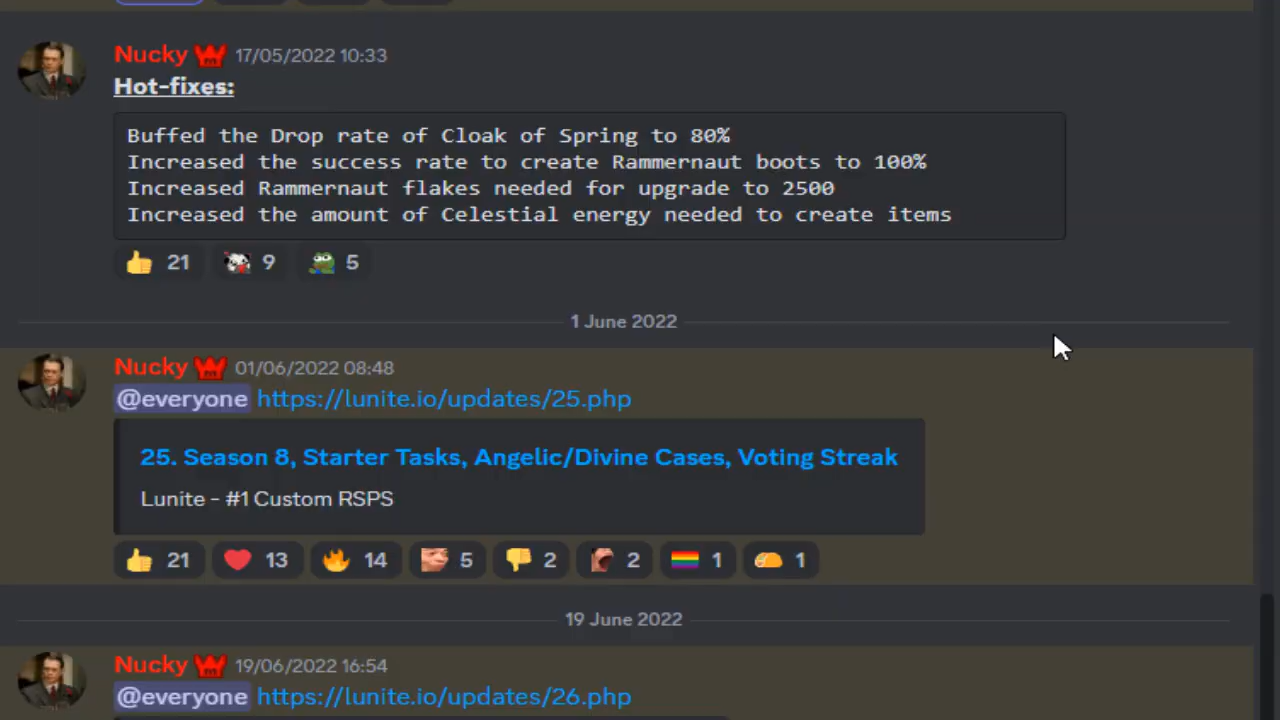 Nucky 17/05/2022 10:33
Hot-fixes:
Buffed the Drop rate of Cloak of Spring to 80%
Increased the success rate to create Rammernaut boots to 100%
Increased Rammernaut flakes needed for upgrade to 2500
Increased the amount of Celestial energy needed to create items
21 9 5
1 June 2022
Nucky 01/06/2022 08:48
@everyone https://lunite.io/updates/25.php
25. Season 8, Starter Tasks, Angelic/Divine Cases, Voting Streak
Lunite - #1 Custom RSPS
21 13 14 5 2 2 1 1
19 June 2022
Nucky 19/06/2022 16:54
@everyone https://lunite.io/updates/26.php